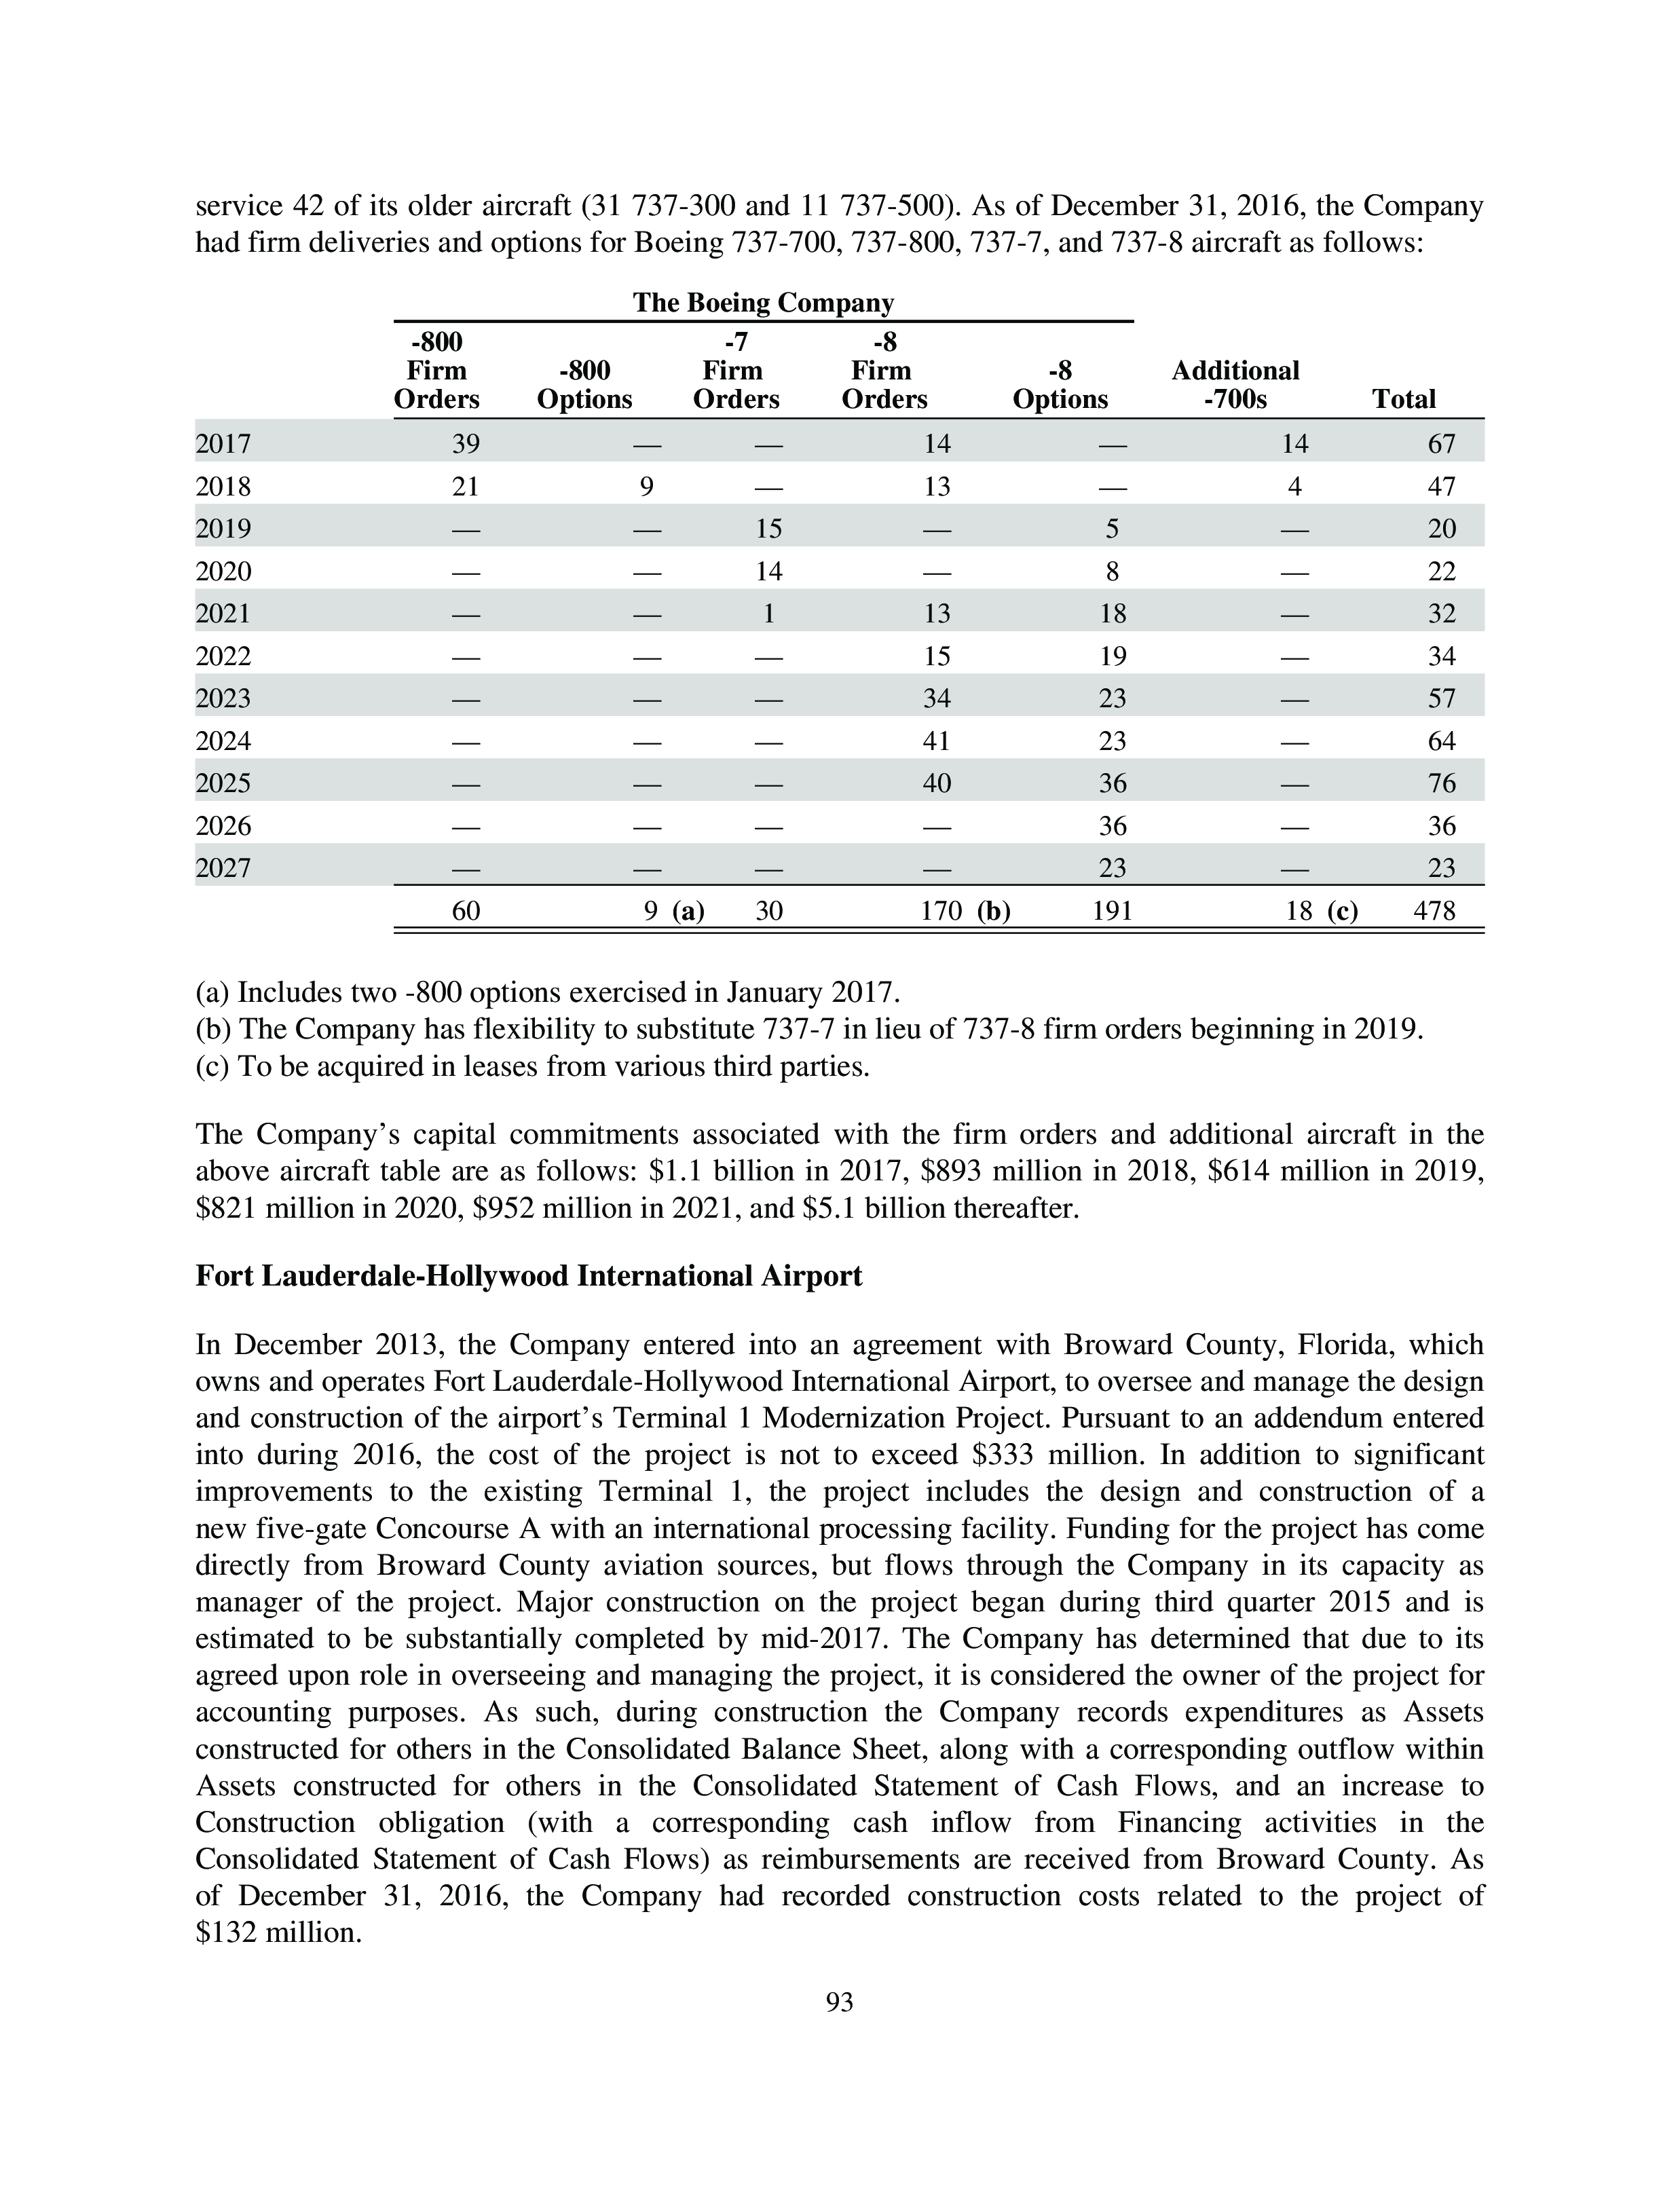 service 42 of its older aircraft (31 737-300 and 11 737-500). As of December 31, 2016, the Company
had firm deliveries and options for Boeing 737-700, 737-800, 737-7, and 737-8 aircraft as follows:
The Boeing Company
-800 -7 -8
Firm -800 Firm Firm -8 Additional
Orders Options Orders Orders Options -700s Total
2017 39 — — 14 — 14 67
2018 21 9 — 13 — 4 47
2019 — — 15 — 5 — 20
2020 — — 14 — 8 — 22
2021 — — 1 13 18 — 32
2022 — — — 15 19 — 34
2023 — — — 34 23 — 57
2024 — — — 41 23 — 64
2025 — — — 40 36 — 76
2026 — — — — 36 — 36
2027 — — — — 23 — 23
60 9 (a) 30 170 (b) 191 18 (c) 478
(a) Includes two -800 options exercised in January 2017.
(b) The Company has flexibility to substitute 737-7 in lieu of 737-8 firm orders beginning in 2019.
(c) To be acquired in leases from various third parties.
The Company’s capital commitments associated with the firm orders and additional aircraft in the
above aircraft table are as follows: $1.1 billion in 2017, $893 million in 2018, $614 million in 2019,
$821 million in 2020, $952 million in 2021, and $5.1 billion thereafter.
Fort Lauderdale-Hollywood International Airport
In December 2013, the Company entered into an agreement with Broward County, Florida, which
owns and operates Fort Lauderdale-Hollywood International Airport, to oversee and manage the design
and construction of the airport’s Terminal 1 Modernization Project. Pursuant to an addendum entered
into during 2016, the cost of the project is not to exceed $333 million. In addition to significant
improvements to the existing Terminal 1, the project includes the design and construction of a
new five-gate Concourse A with an international processing facility. Funding for the project has come
directly from Broward County aviation sources, but flows through the Company in its capacity as
manager of the project. Major construction on the project began during third quarter 2015 and is
estimated to be substantially completed by mid-2017. The Company has determined that due to its
agreed upon role in overseeing and managing the project, it is considered the owner of the project for
accounting purposes. As such, during construction the Company records expenditures as Assets
constructed for others in the Consolidated Balance Sheet, along with a corresponding outflow within
Assets constructed for others in the Consolidated Statement of Cash Flows, and an increase to
Construction obligation (with a corresponding cash inflow from Financing activities in the
Consolidated Statement of Cash Flows) as reimbursements are received from Broward County. As
of December 31, 2016, the Company had recorded construction costs related to the project of
$132 million.
93